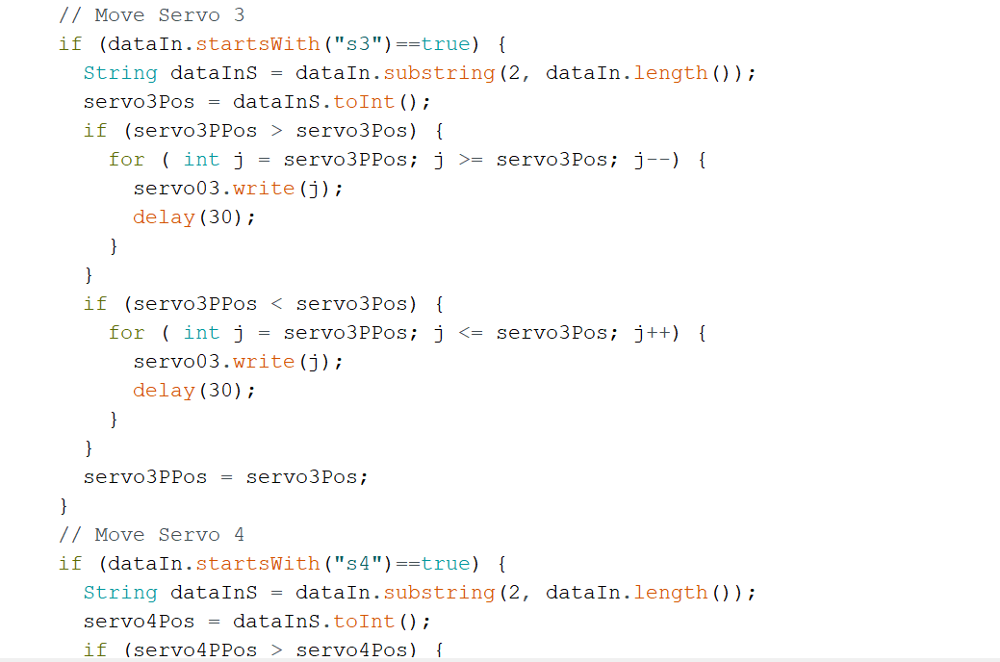 // Move Servo 3
if (dataIn.startsWith("s3")==true) {
String dataInS = dataIn.substring(2, dataIn.length());
servo3Pos = dataInS.toInt();
if (servo3PPos > servo3Pos) {
for ( int j = servo3PPos; j >= servo3Pos; j--) {
servo03.write(j);
delay(30);
}
}
if (servo3PPos < servo3Pos) {
for ( int j = servo3PPos; j <= servo3Pos; j++) {
servo03.write(j);
delay(30);
}
}
servo3PPos = servo3Pos;
}
// Move Servo 4
if (dataIn.startsWith("s4")==true) {
String dataInS = dataIn.substring(2, dataIn.length());
servo4Pos = dataInS.toInt();
if (servo4PPos > servo4Pos) {